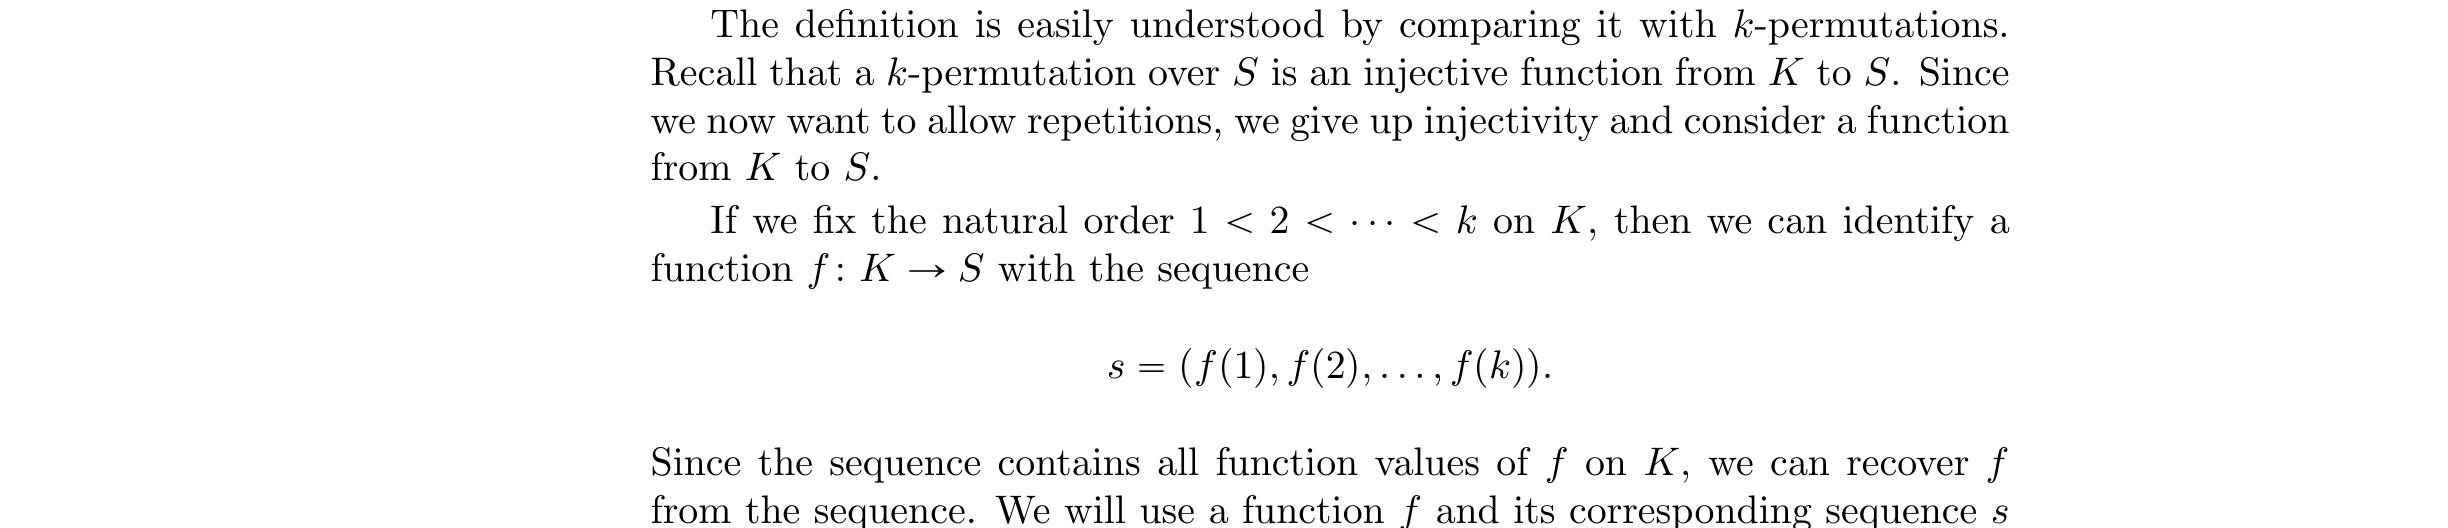 The definition is easily understood by comparing it with k-permutations.
Recall that a k-permutation over S is an injective function from K to S. Since
we now want to allow repetitions, we give up injectivity and consider a function
from K to S.
If we fix the natural order 1 < 2 < ⋯ < k on K, then we can identify a
function f: K → S with the sequence
s = (f(1), f(2), . . . , f(k)).
Since the sequence contains all function values of f on K, we can recover f
from the sequence. We will use a function f and its corresponding sequence s